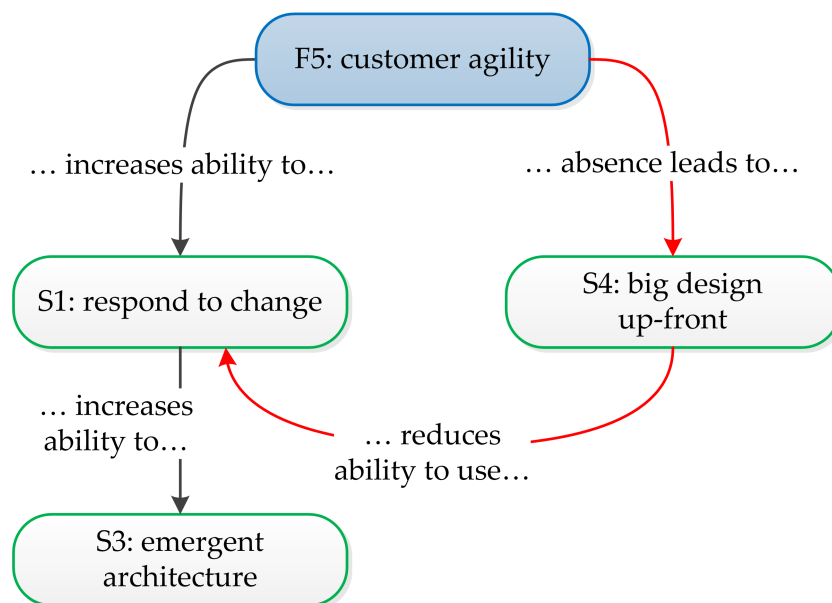 F5: customer agility
… increases ability to…
… absence leads to…
S1: respond to change
S4: big design
up-front
… increases
ability to…
… reduces
ability to use…
S3: emergent
architecture